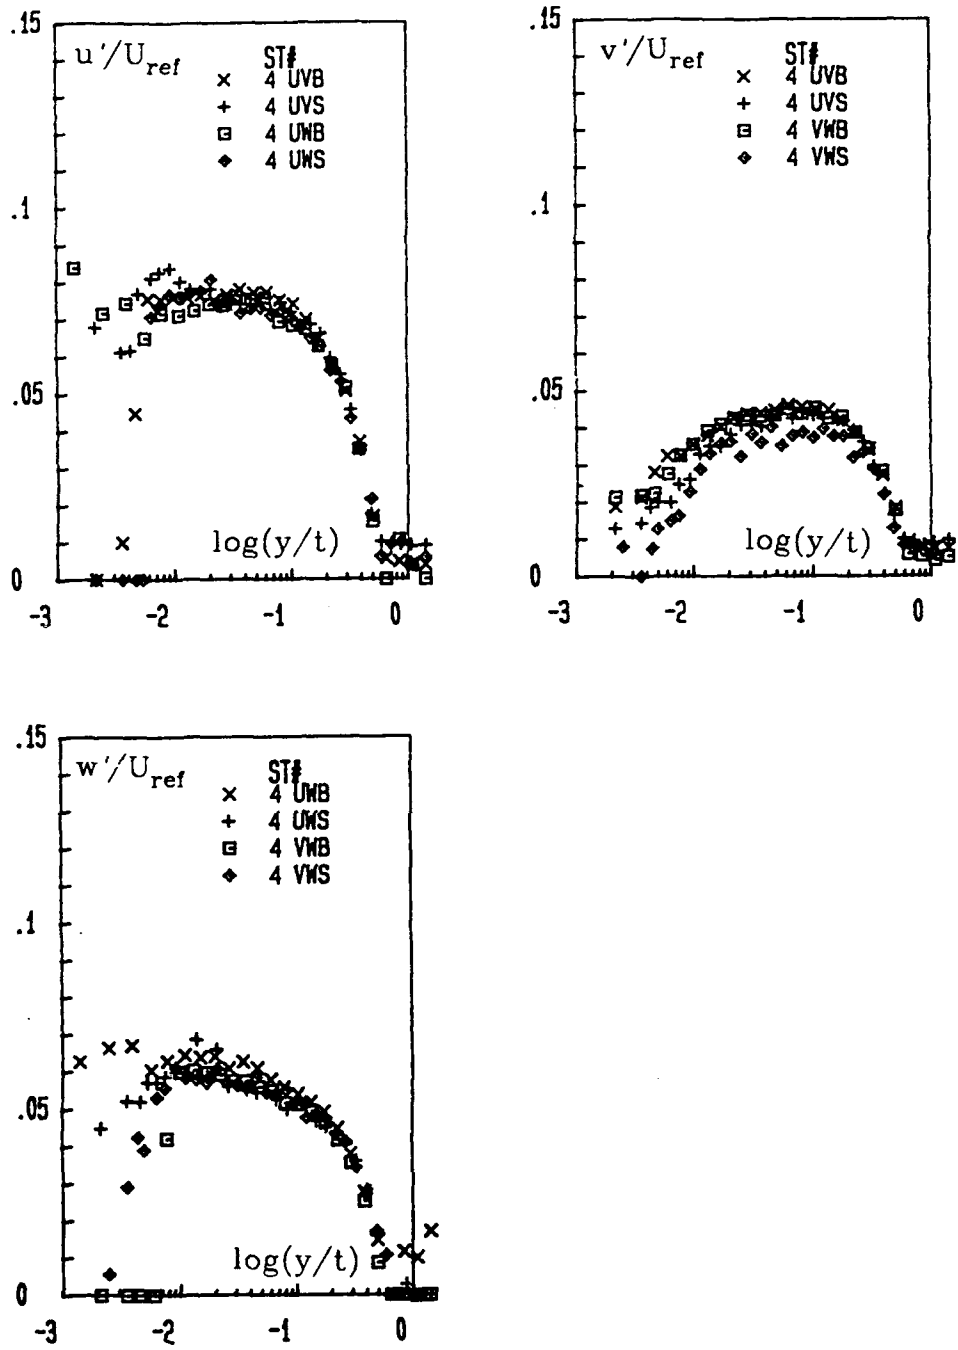 .15
u'/U_ref
ST#
× 4 UVB
+ 4 UVS
4 UWB
4 UWS
.1
.05
log(y/t)
0
-3 -2 -1 0
.15
v'/U_ref
ST#
× 4 UVB
+ 4 UVS
4 VWB
4 VWS
.1
.05
log(y/t)
0
-3 -2 -1 0
.15
w'/U_ref
ST#
× 4 UWB
+ 4 UWS
4 VWB
4 VWS
.1
.05
log(y/t)
0
-3 -2 -1 0